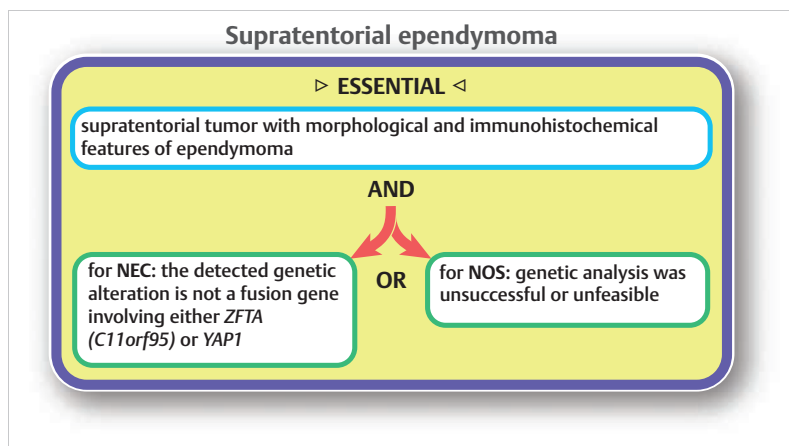 Supratentorial ependymoma
▷ ESSENTIAL ◁
supratentorial tumor with morphological and immunohistochemical
features of ependymoma
AND
for NEC: the detected genetic
alteration is not a fusion gene
involving either ZFTA
(C11orf95) or YAP1
OR
for NOS: genetic analysis was
unsuccessful or unfeasible